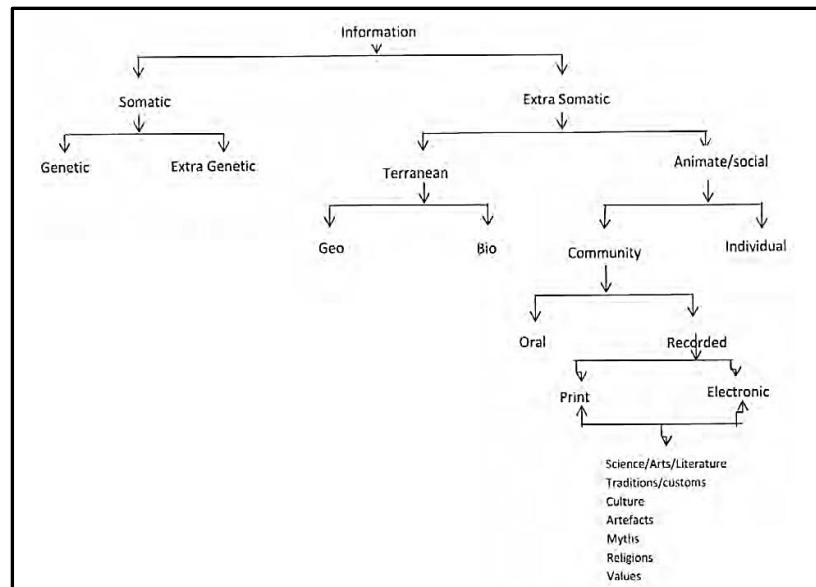 Information
Somatic
Extra Somatic
Genetic
Extra Genetic
Terranean
Animate/social
Geo
Bio
Community
Individual
Oral
Recorded
Print
Electronic
Science/Arts/Literature
Traditions/customs
Culture
Artefacts
Myths
Religions
Values